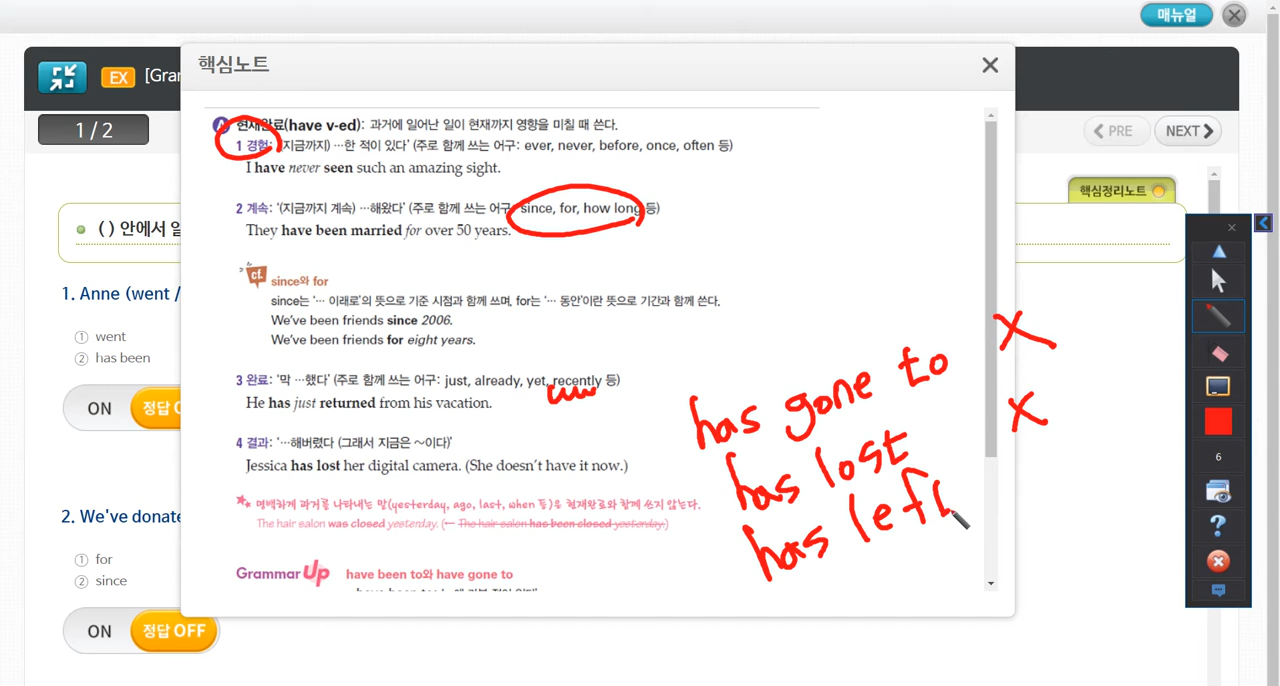 매뉴얼
핵심노트
EX [Gran
1 / 2
PRE NEXT
핵심정리노트
( ) 안에서 알
1. Anne (went /
① went
② has been
ON 정답 O
2. We've donate
① for
② since
ON 정답 OFF
A 현재완료(have v-ed): 과거에 일어난 일이 현재까지 영향을 미칠 때 쓴다.
1 경험: '(지금까지) …한 적이 있다' (주로 함께 쓰는 어구: ever, never, before, once, often 등)
I have never seen such an amazing sight.
2 계속: '(지금까지 계속) …해왔다' (주로 함께 쓰는 어구: since, for, how long 등)
They have been married for over 50 years.
cf. since와 for
since는 '… 이래로'의 뜻으로 기준 시점과 함께 쓰며, for는 '… 동안'이란 뜻으로 기간과 함께 쓴다.
We've been friends since 2006.
We've been friends for eight years.
3 완료: '막 …했다' (주로 함께 쓰는 어구: just, already, yet, recently 등)
He has just returned from his vacation.
4 결과: '…해버렸다 (그래서 지금은 ~이다)'
Jessica has lost her digital camera. (She doesn't have it now.)
명백하게 과거를 나타내는 말(yesterday, ago, last, when 등)은 현재완료와 함께 쓰지 않는다.
The hair salon was closed yesterday. (← The hair salon has been closed yesterday.)
Grammar Up have been to와 have gone to
has gone to X
has lost X
has left
6